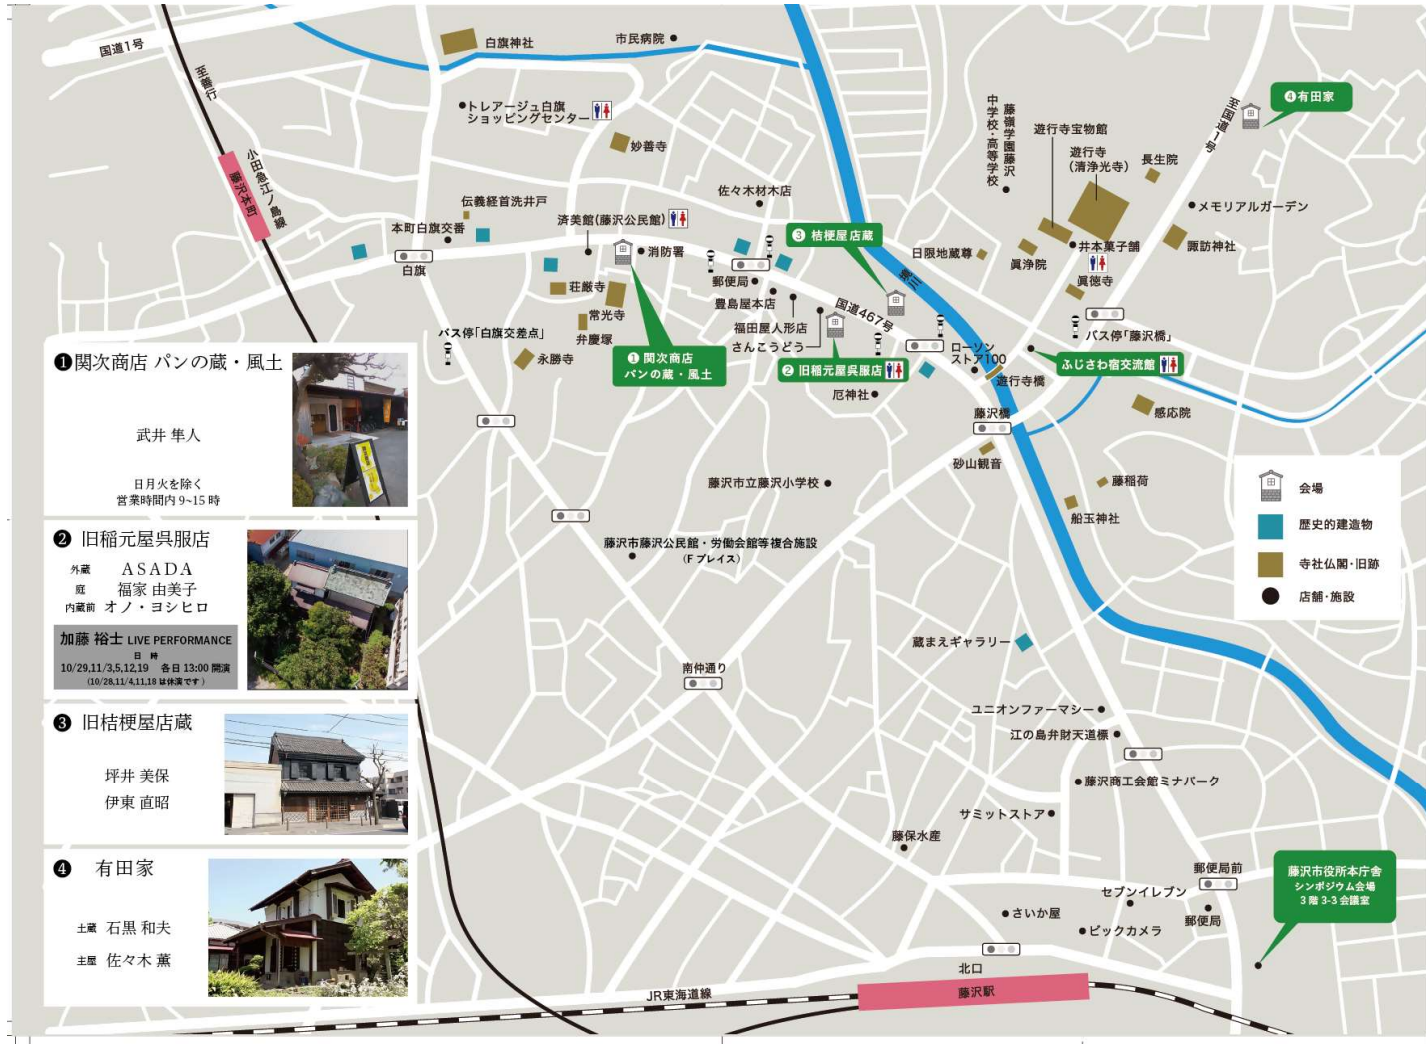 国道1号
至善行
白旗神社
市民病院
トレアージュ白旗
ショッピングセンター
妙善寺
小田急江ノ島線
藤沢本町
伝義経首洗井戸
本町白旗交番
白旗
済美館(藤沢公民館)
消防署
佐々木材木店
❸ 桔梗屋店蔵
境川
藤嶺学園藤沢
中学校・高等学校
遊行寺宝物館
遊行寺
(清浄光寺)
長生院
至国道1号
❹有田家
メモリアルガーデン
諏訪神社
井本菓子舗
日限地蔵尊
眞浄院
眞徳寺
荘厳寺
常光寺
弁慶塚
永勝寺
バス停「白旗交差点」
郵便局
豊島屋本店
福田屋人形店
さんこうどう
国道467号
❶ 関次商店
パンの蔵・風土
❷ 旧稲元屋呉服店
厄神社
ローソン
ストア100
遊行寺橋
バス停「藤沢橋」
ふじさわ宿交流館
感応院
藤沢橋
砂山観音
藤稲荷
船玉神社
藤沢市立藤沢小学校
藤沢市藤沢公民館・労働会館等複合施設
(Fプレイス)
蔵まえギャラリー
南仲通り
ユニオンファーマシー
江の島弁財天道標
藤沢商工会館ミナパーク
サミットストア
藤保水産
郵便局前
セブンイレブン
郵便局
さいか屋
ビックカメラ
北口
藤沢駅
JR東海道線
藤沢市役所本庁舎
シンポジウム会場
3階 3-3 会議室
会場
歴史的建造物
寺社仏閣・旧跡
店舗・施設
❶関次商店 パンの蔵・風土
武井 隼人
日月火を除く
営業時間内 9~15 時
❷ 旧稲元屋呉服店
外蔵 ASADA
庭 福家 由美子
内蔵前 オノ・ヨシヒロ
加藤 裕士 LIVE PERFORMANCE
日 時
10/29,11/3,5,12,19 各日 13:00 開演
(10/28,11/4,11,18 は休演です)
❸ 旧桔梗屋店蔵
坪井 美保
伊東 直昭
❹ 有田家
土蔵 石黒 和夫
主屋 佐々木 薫